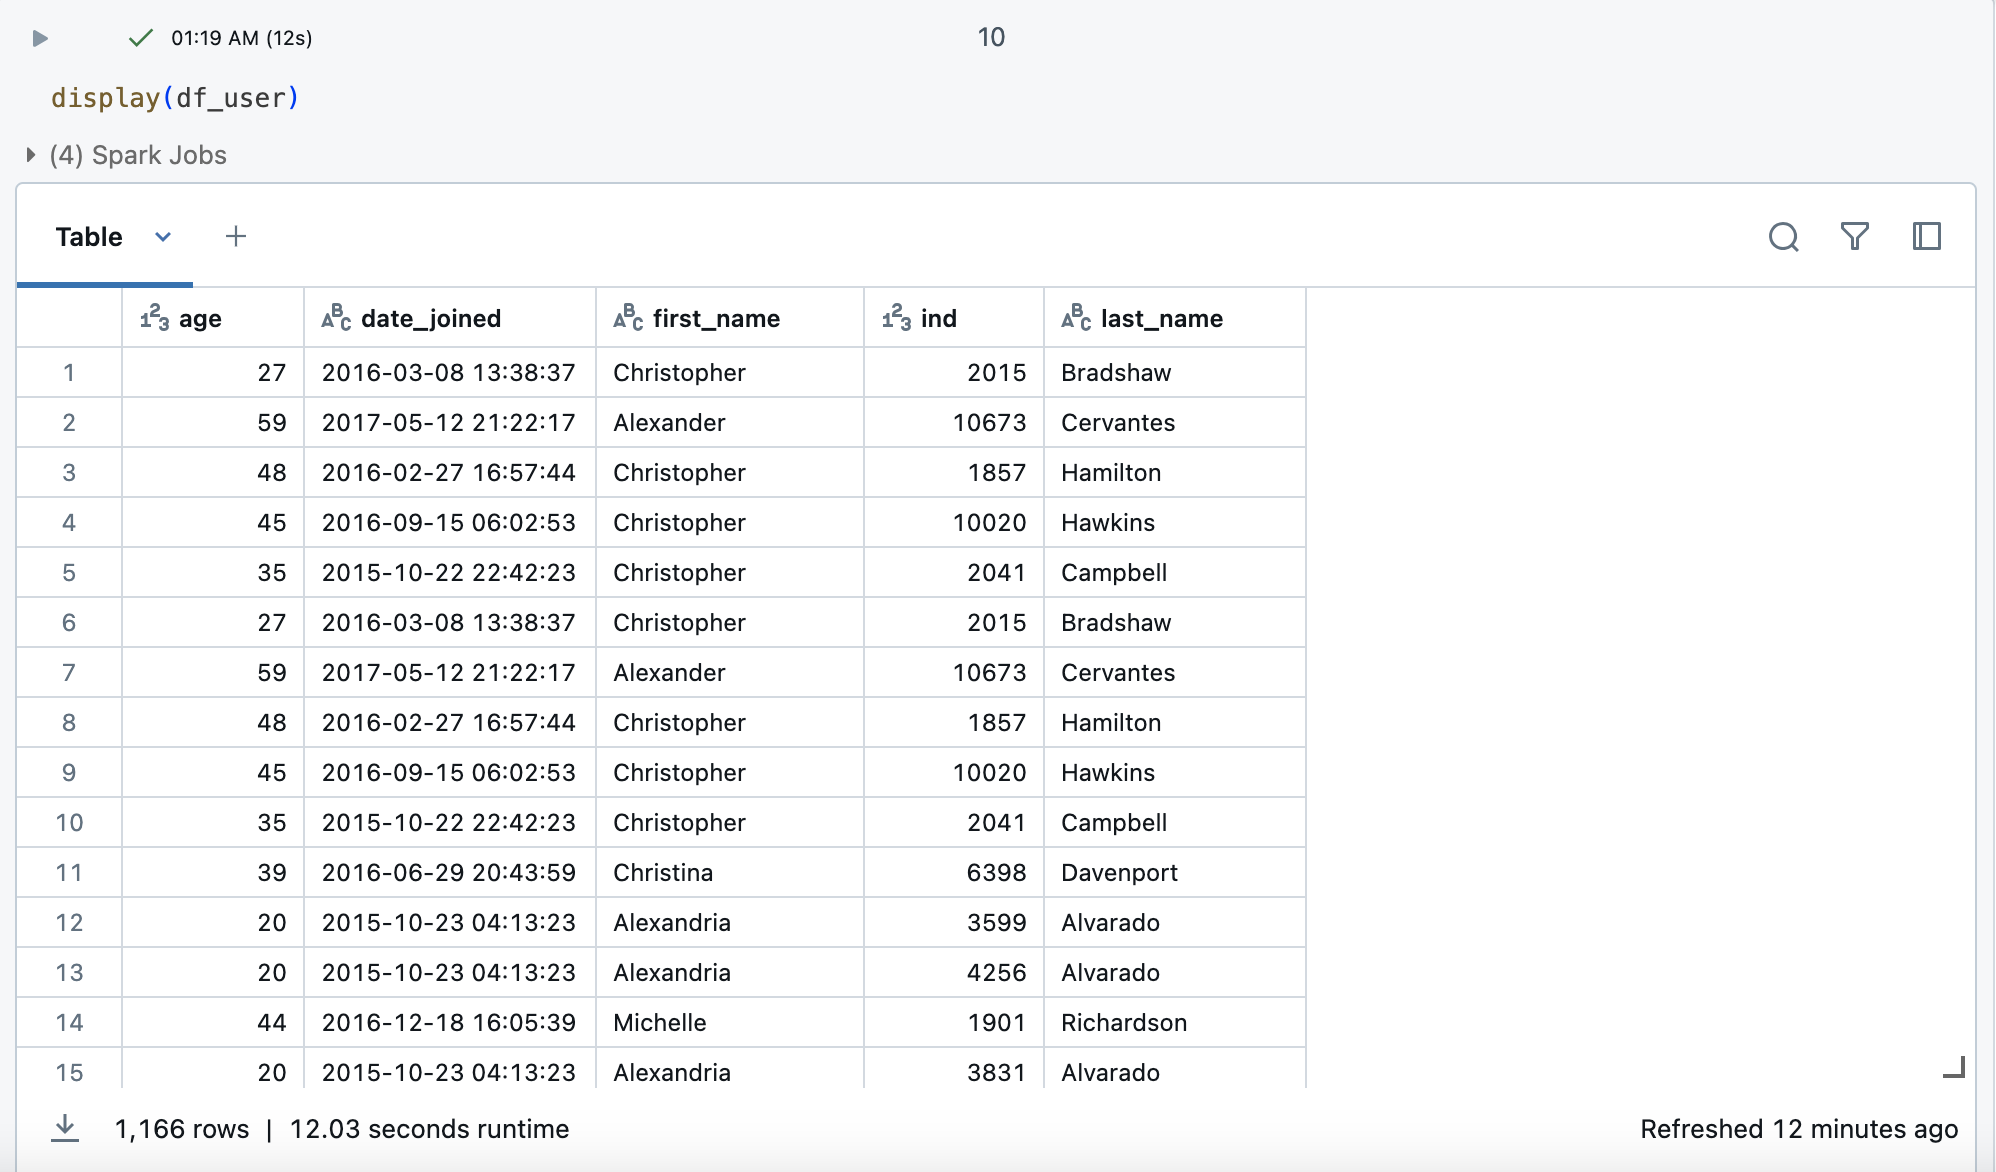 01:19 AM (12s)
10
display(df_user)
(4) Spark Jobs
Table
age date_joined first_name ind last_name
1 27 2016-03-08 13:38:37 Christopher 2015 Bradshaw
2 59 2017-05-12 21:22:17 Alexander 10673 Cervantes
3 48 2016-02-27 16:57:44 Christopher 1857 Hamilton
4 45 2016-09-15 06:02:53 Christopher 10020 Hawkins
5 35 2015-10-22 22:42:23 Christopher 2041 Campbell
6 27 2016-03-08 13:38:37 Christopher 2015 Bradshaw
7 59 2017-05-12 21:22:17 Alexander 10673 Cervantes
8 48 2016-02-27 16:57:44 Christopher 1857 Hamilton
9 45 2016-09-15 06:02:53 Christopher 10020 Hawkins
10 35 2015-10-22 22:42:23 Christopher 2041 Campbell
11 39 2016-06-29 20:43:59 Christina 6398 Davenport
12 20 2015-10-23 04:13:23 Alexandria 3599 Alvarado
13 20 2015-10-23 04:13:23 Alexandria 4256 Alvarado
14 44 2016-12-18 16:05:39 Michelle 1901 Richardson
15 20 2015-10-23 04:13:23 Alexandria 3831 Alvarado
1,166 rows | 12.03 seconds runtime
Refreshed 12 minutes ago